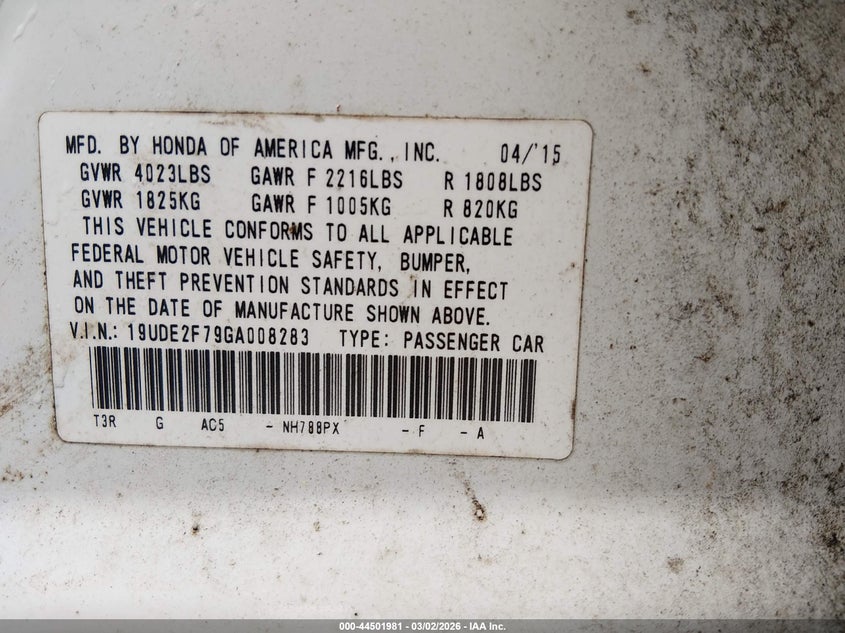 MFD. BY HONDA OF AMERICA MFG., INC. 04/'15
GVWR 4023LBS GAWR F 2216LBS R 1808LBS
GVWR 1825KG GAWR F 1005KG R 820KG
THIS VEHICLE CONFORMS TO ALL APPLICABLE
FEDERAL MOTOR VEHICLE SAFETY, BUMPER,
AND THEFT PREVENTION STANDARDS IN EFFECT
ON THE DATE OF MANUFACTURE SHOWN ABOVE.
V.I.N.: 19UDE2F79GA008283 TYPE: PASSENGER CAR
T3R G AC5 - NH788PX - F - A
000-44501981 - 03/02/2026 - IAA Inc.